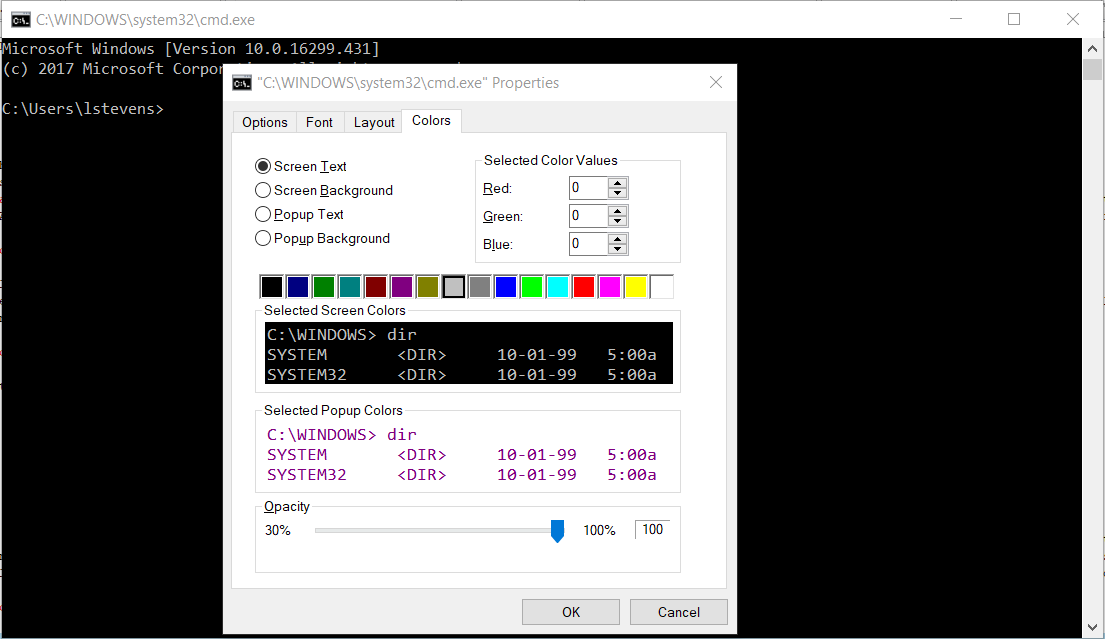 C:\WINDOWS\system32\cmd.exe
Microsoft Windows [Version 10.0.16299.431]
(c) 2017 Microsoft
C:\Users\lstevens>
"C:\WINDOWS\system32\cmd.exe" Properties
Options Font Layout Colors
Screen Text
Screen Background
Popup Text
Popup Background
Selected Color Values
Red: 0
Green: 0
Blue: 0
Selected Screen Colors
C:\WINDOWS> dir
SYSTEM <DIR> 10-01-99 5:00a
SYSTEM32 <DIR> 10-01-99 5:00a
Selected Popup Colors
C:\WINDOWS> dir
SYSTEM <DIR> 10-01-99 5:00a
SYSTEM32 <DIR> 10-01-99 5:00a
Opacity
30% 100% 100
OK Cancel